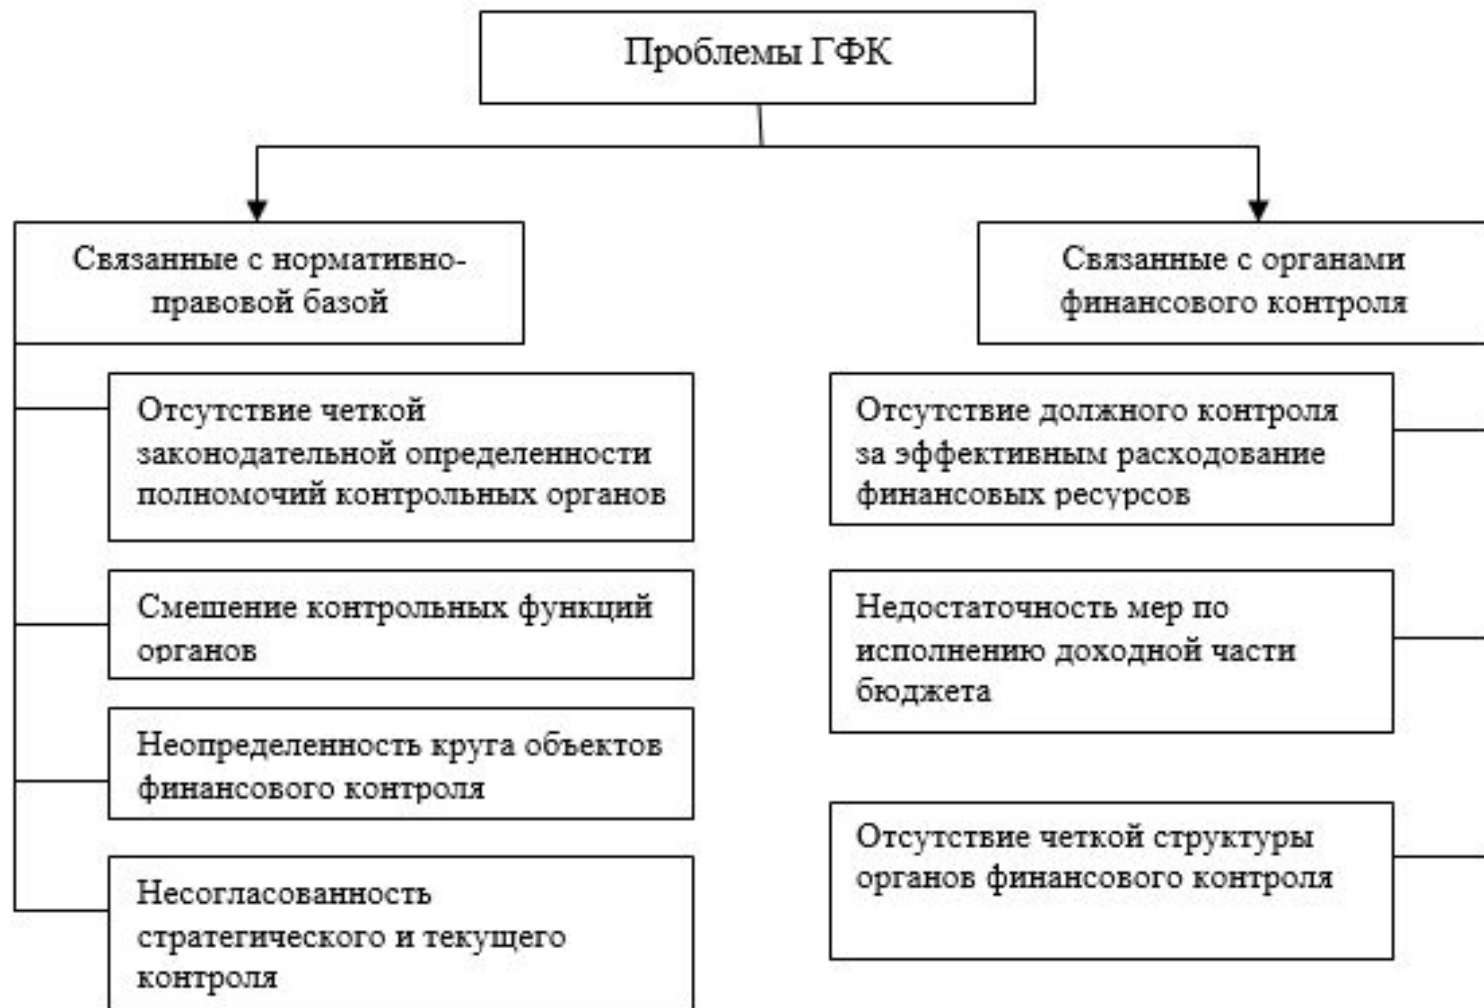 Проблемы ГФК
Связанные с нормативно-
правовой базой
Отсутствие четкой
законодательной определенности
полномочий контрольных органов
Смешение контрольных функций
органов
Неопределенность круга объектов
финансового контроля
Несогласованность
стратегического и текущего
контроля
Связанные с органами
финансового контроля
Отсутствие должного контроля
за эффективным расходование
финансовых ресурсов
Недостаточность мер по
исполнению доходной части
бюджета
Отсутствие четкой структуры
органов финансового контроля